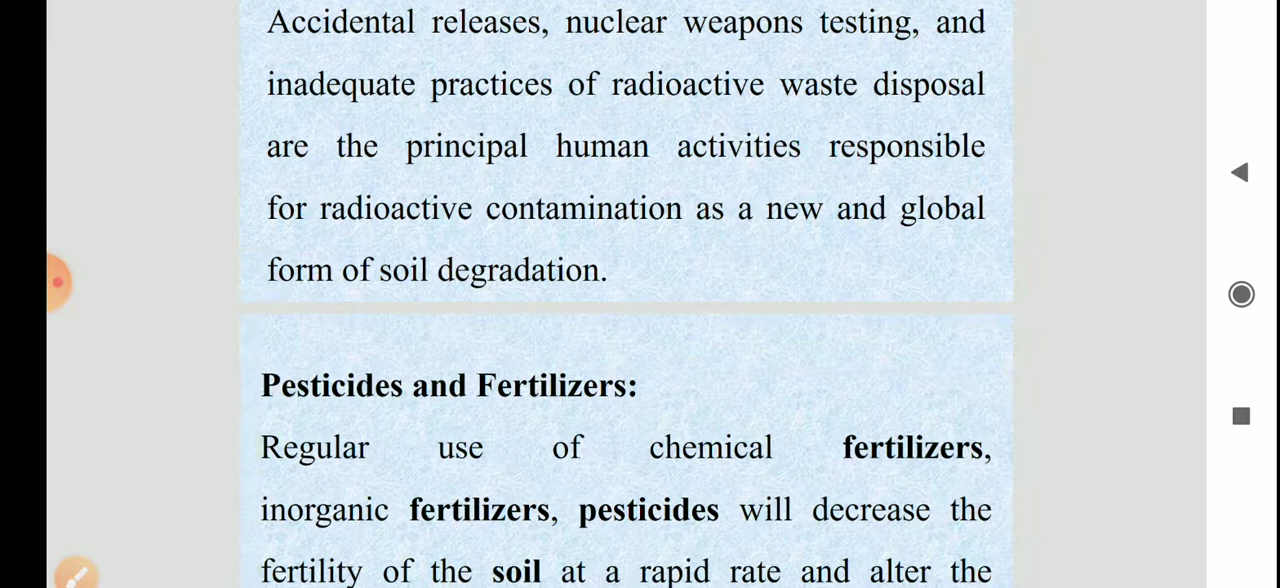 Accidental releases, nuclear weapons testing, and
inadequate practices of radioactive waste disposal
are the principal human activities responsible
for radioactive contamination as a new and global
form of soil degradation.
Pesticides and Fertilizers:
Regular use of chemical fertilizers,
inorganic fertilizers, pesticides will decrease the
fertility of the soil at a rapid rate and alter the